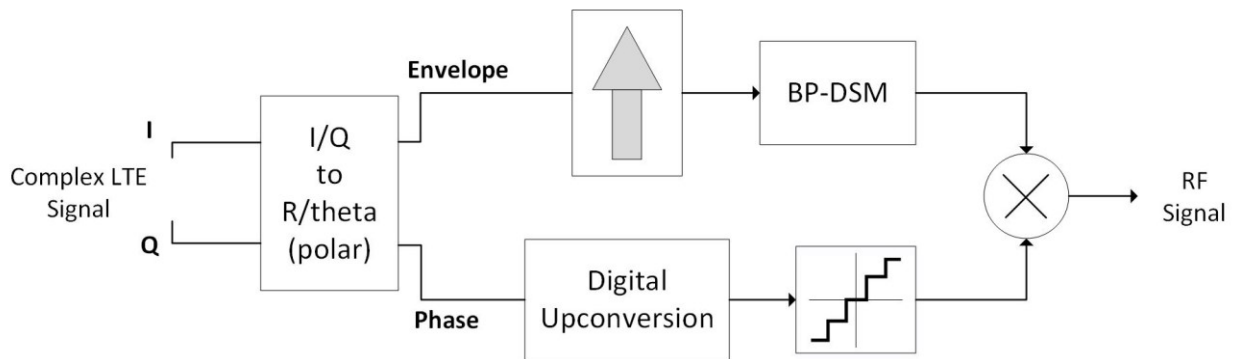 Envelope
BP-DSM
I
Complex LTE
Signal
Q
I/Q
to
R/theta
(polar)
RF
Signal
Phase
Digital
Upconversion